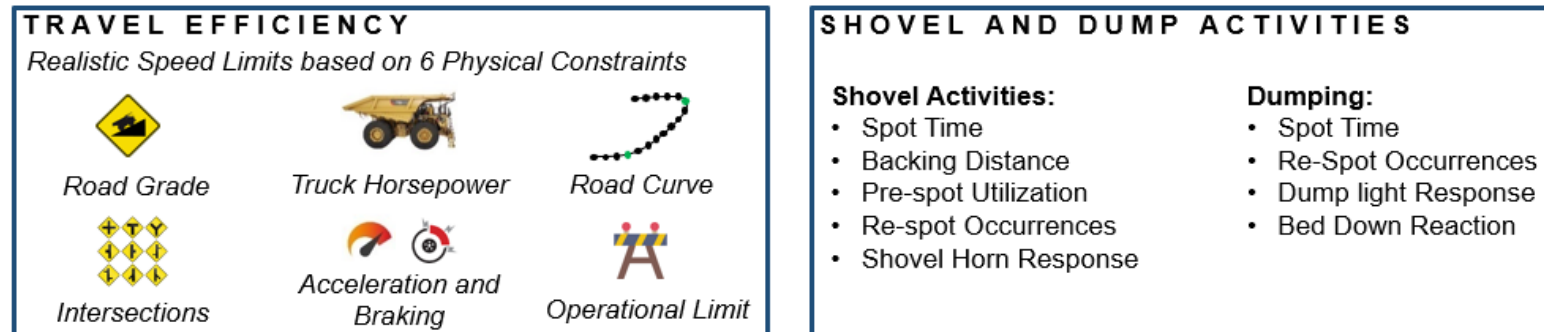 TRAVEL EFFICIENCY
Realistic Speed Limits based on 6 Physical Constraints
Road Grade
Truck Horsepower
Road Curve
Intersections
Acceleration and
Braking
Operational Limit
SHOVEL AND DUMP ACTIVITIES
Shovel Activities:
• Spot Time
• Backing Distance
• Pre-spot Utilization
• Re-spot Occurrences
• Shovel Horn Response
Dumping:
• Spot Time
• Re-Spot Occurrences
• Dump light Response
• Bed Down Reaction